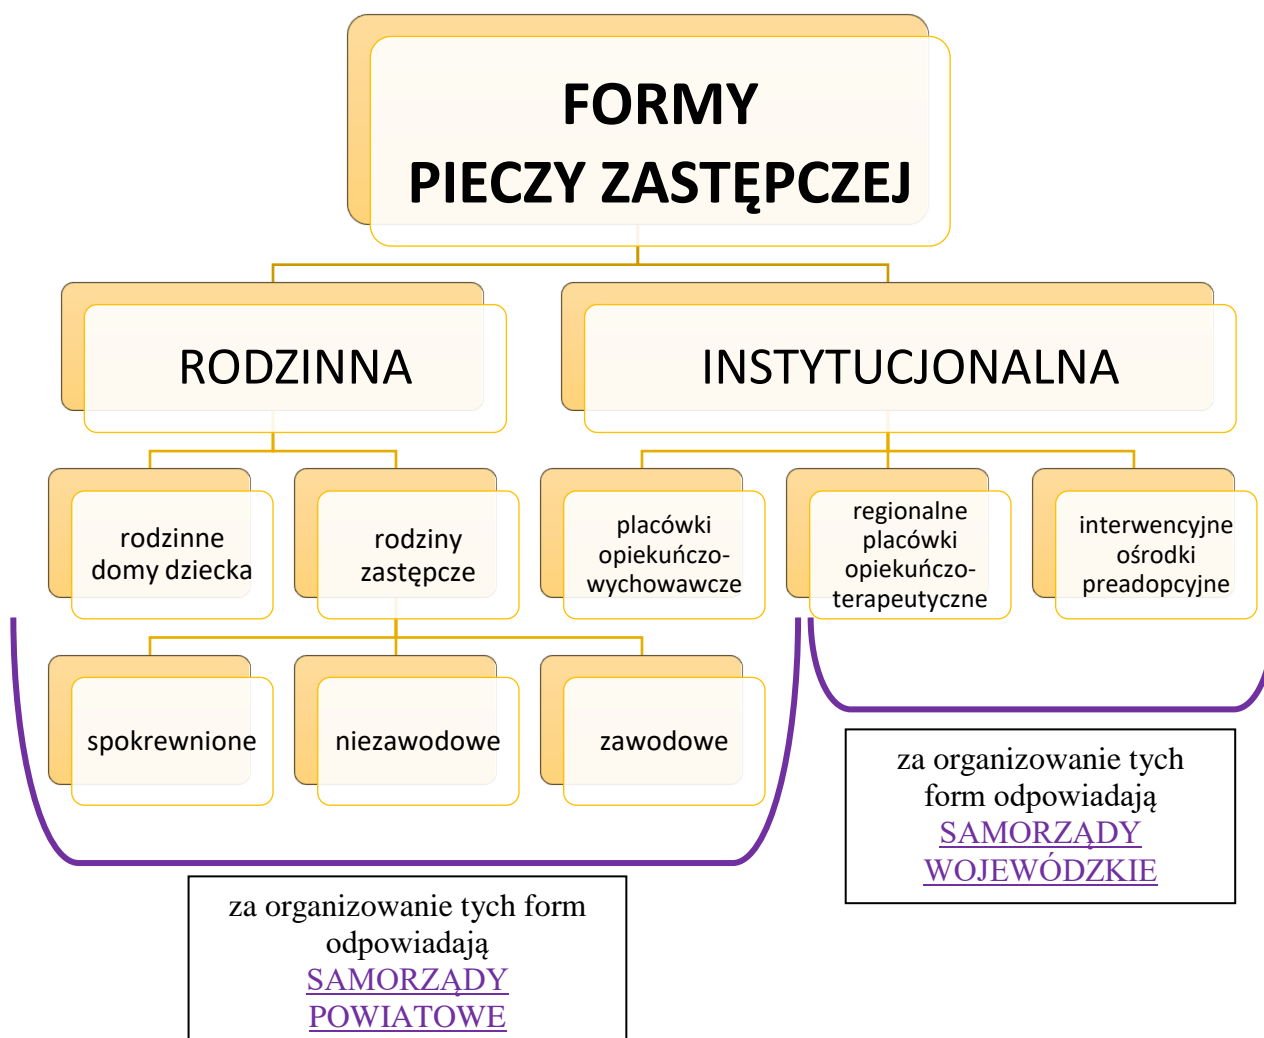 FORMY
PIECZY ZASTĘPCZEJ
RODZINNA
INSTYTUCJONALNA
rodzinne
domy dziecka
rodziny
zastępcze
placówki
opiekuńczo-
wychowawcze
regionalne
placówki
opiekuńczo-
terapeutyczne
interwencyjne
ośrodki
preadopcyjne
spokrewnione
niezawodowe
zawodowe
za organizowanie tych
form odpowiadają
SAMORZĄDY
WOJEWÓDZKIE
za organizowanie tych form
odpowiadają
SAMORZĄDY
POWIATOWE